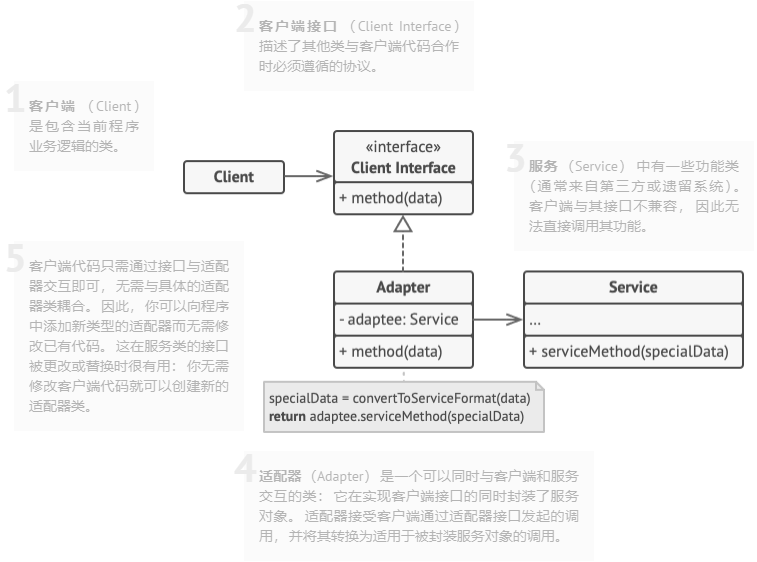 2
客户端接口 （Client Interface）
描述了其他类与客户端代码合作
时必须遵循的协议。
1
客户端 （Client）
是包含当前程序
业务逻辑的类。
«interface»
Client Interface
+ method(data)
Client
3
服务 （Service） 中有一些功能类
（通常来自第三方或遗留系统）。
客户端与其接口不兼容， 因此无
法直接调用其功能。
5
客户端代码只需通过接口与适配
器交互即可， 无需与具体的适配
器类耦合。 因此， 你可以向程序
中添加新类型的适配器而无需修
改已有代码。 这在服务类的接口
被更改或替换时很有用： 你无需
修改客户端代码就可以创建新的
适配器类。
Adapter
- adaptee: Service
+ method(data)
Service
...
+ serviceMethod(specialData)
specialData = convertToServiceFormat(data)
return adaptee.serviceMethod(specialData)
4
适配器 （Adapter） 是一个可以同时与客户端和服务
交互的类： 它在实现客户端接口的同时封装了服务
对象。 适配器接受客户端通过适配器接口发起的调
用， 并将其转换为适用于被封装服务对象的调用。